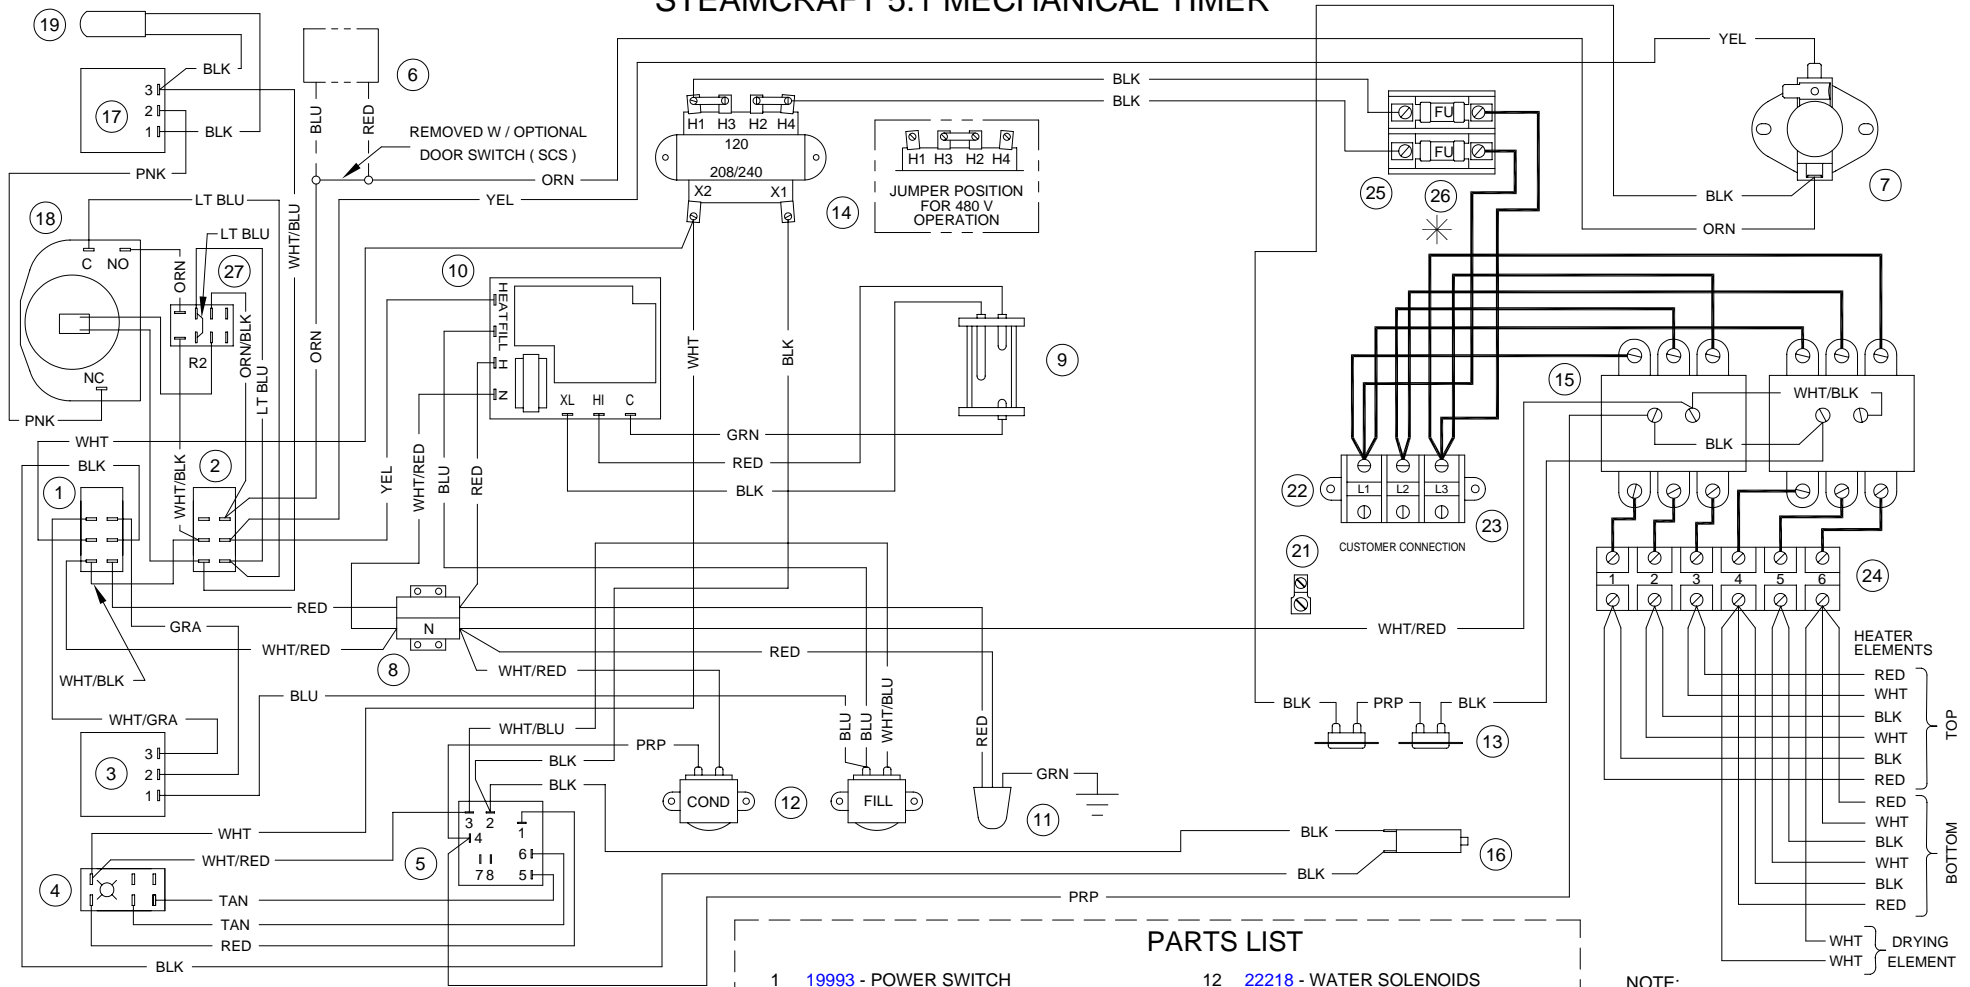 STEAMCRAFT 5.1 MECHANICAL TIMER
19
BLK
3
2
1
17
BLK
PNK
6
BLU
RED
REMOVED W / OPTIONAL
DOOR SWITCH ( SCS )
ORN
YEL
BLK
BLK
H1 H3 H2 H4
120
208/240
X2 X1
14
H1 H3 H2 H4
JUMPER POSITION
FOR 480 V
OPERATION
FU
FU
25
26
YEL
BLK
ORN
7
18
LT BLU
LT BLU
WHT/BLU
C NO
ORN
27
R2
ORN/BLK
LT BLU
ORN
NC
PNK
WHT
BLK
WHT/BLK
1
2
10
HEAT
FILL
H
N
XL HI C
GRN
RED
BLK
9
WHT
BLK
YEL
WHT/RED
BLU
RED
15
WHT/BLK
BLK
22
L1 L2 L3
23
CUSTOMER CONNECTION
21
1 2 3 4 5 6
24
RED
GRA
WHT/RED
WHT/BLK
N
8
WHT/RED
RED
WHT/RED
BLU
WHT/GRA
3
2
1
3
WHT/BLU
PRP
BLK
BLK
BLU
BLU
WHT/BLU
RED
GRN
COND
12
FILL
11
BLK
PRP
BLK
13
HEATER
ELEMENTS
RED
WHT
BLK
WHT
BLK
RED
TOP
RED
WHT
BLK
WHT
BLK
RED
BOTTOM
WHT
WHT
DRYING
ELEMENT
WHT
WHT/RED
4
TAN
TAN
RED
BLK
5
3 2 1
4
6
7 8 5
BLK
BLK
16
PRP
PARTS LIST
1 19993 - POWER SWITCH
12 22218 - WATER SOLENOIDS
NOTE: